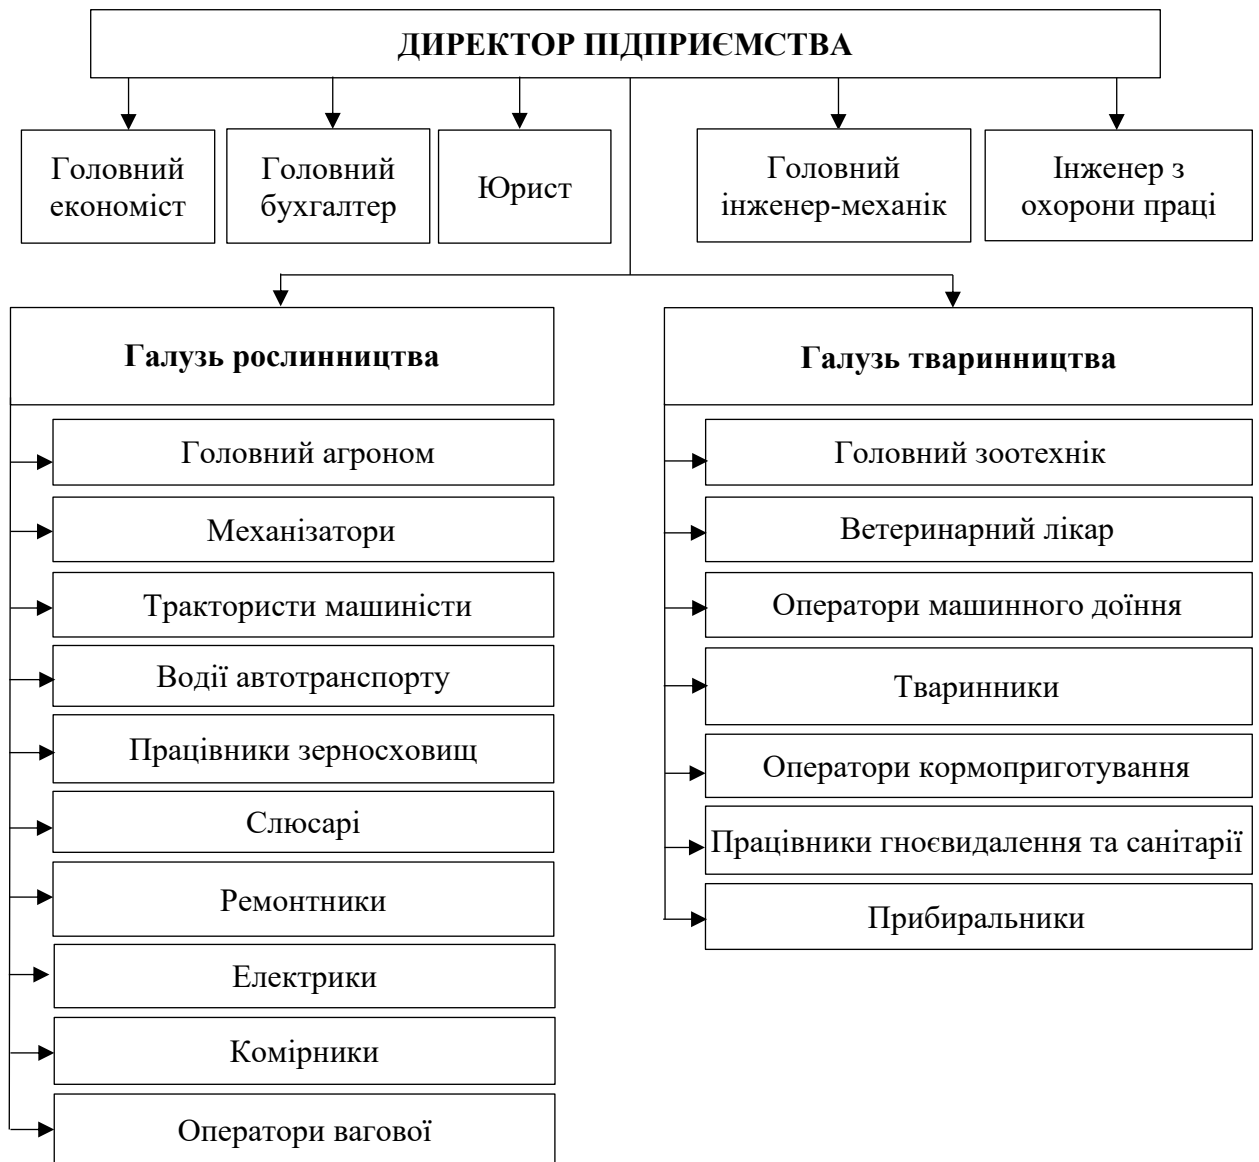 ДИРЕКТОР ПІДПРИЄМСТВА
Головний
економіст
Головний
бухгалтер
Юрист
Головний
інженер-механік
Інженер з
охорони праці
Галузь рослинництва
Головний агроном
Механізатори
Трактористи машиністи
Водії автотранспорту
Працівники зерносховищ
Слюсарі
Ремонтники
Електрики
Комірники
Оператори вагової
Галузь тваринництва
Головний зоотехнік
Ветеринарний лікар
Оператори машинного доїння
Тваринники
Оператори кормоприготування
Працівники гноєвидалення та санітарії
Прибиральники